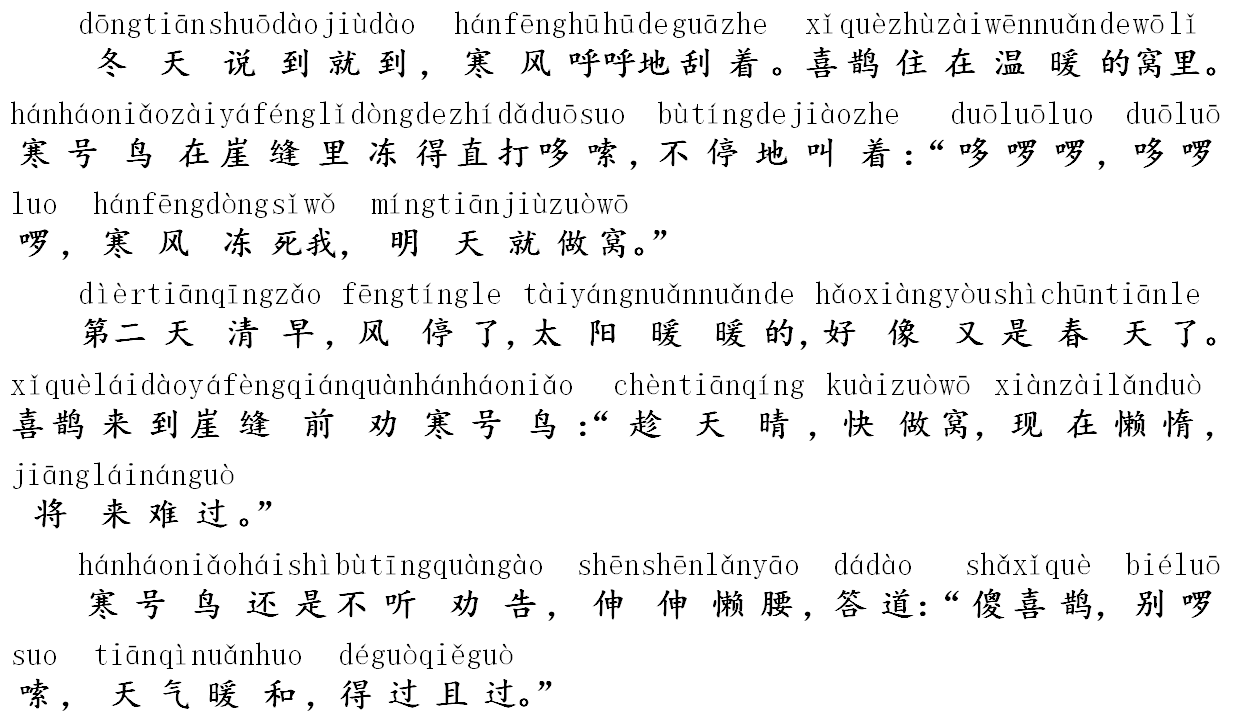 dōngtiānshuōdàojiùdào hánfēnghūhūdeguāzhe xǐquèzhùzàiwēnnuǎndewōlǐ
冬天说到就到，寒风呼呼地刮着。喜鹊住在温暖的窝里。
hánháoniǎozàiyáfénglǐdòngdezhídǎduōsuo bùtíngdejiàozhe duōluōluo duōluō
寒号鸟在崖缝里冻得直打哆嗦，不停地叫着：“哆啰啰，哆啰
luo hánfēngdòngsǐwǒ míngtiānjiùzuòwō
啰，寒风冻死我，明天就做窝。”
dìèrtiānqīngzǎo fēngtíngle tàiyángnuǎnnuǎnde hǎoxiàngyòushìchūntiānle
第二天清早，风停了，太阳暖暖的，好像又是春天了。
xǐquèláidàoyáfèngqiánquànhánháoniǎo chèntiānqíng kuàizuòwō xiànzàilǎnduò
喜鹊来到崖缝前劝寒号鸟：“趁天晴，快做窝，现在懒惰，
jiāngláinánguò
将来难过。”
hánháoniǎoháishìbùtīngquàngào shēnshēnlǎnyāo dádào shǎxǐquè biéluō
寒号鸟还是不听劝告，伸伸懒腰，答道：“傻喜鹊，别啰
suo tiānqìnuǎnhuo déguòqiěguò
嗦，天气暖和，得过且过。”